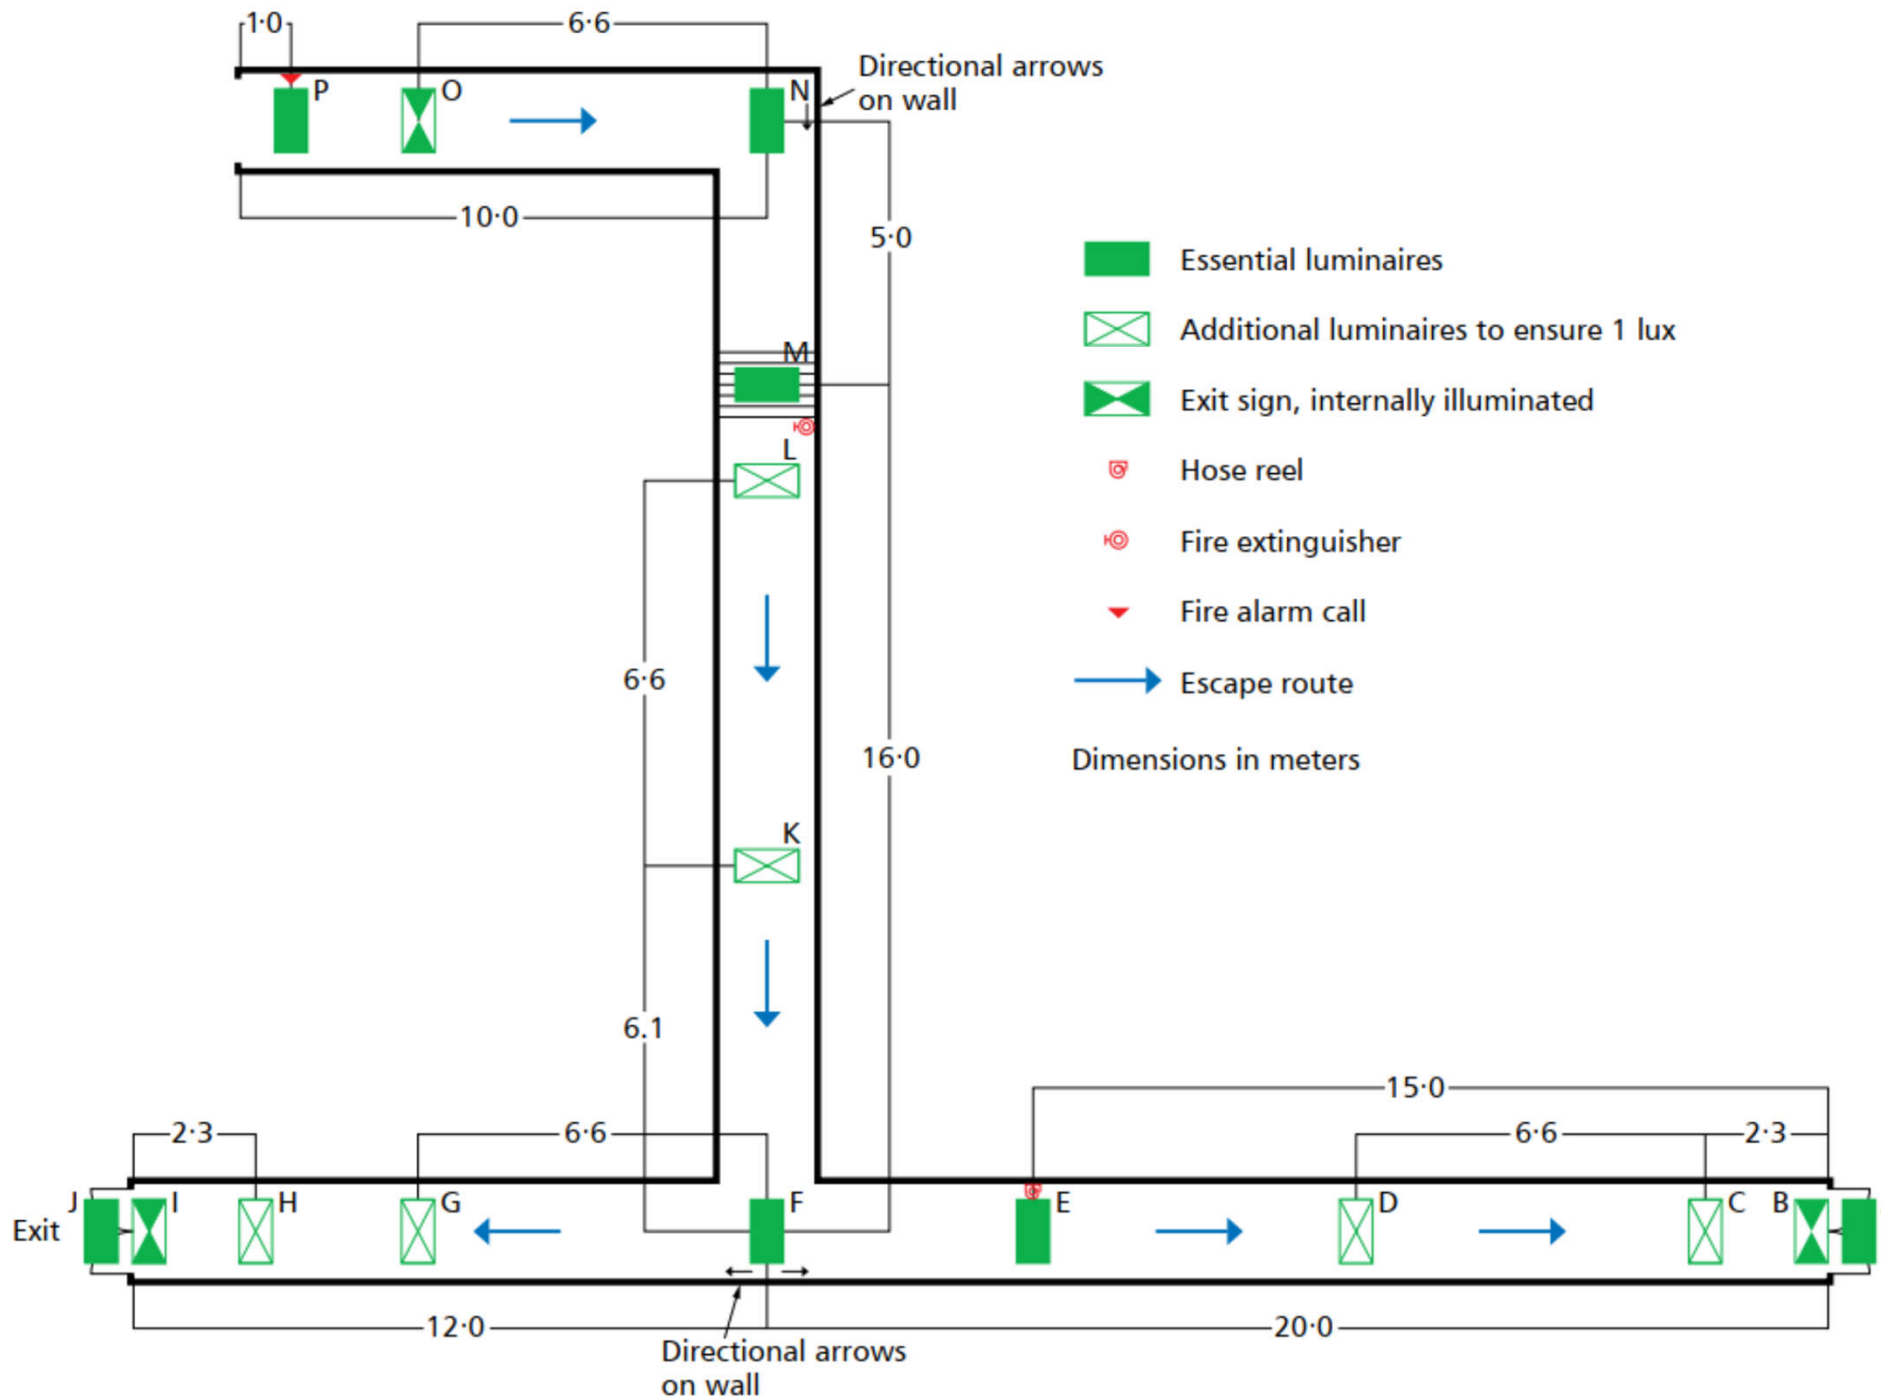 1·0
6·6
P
O
N
Directional arrows
on wall
10·0
5·0
M
L
6·6
16·0
K
6.1
Essential luminaires
Additional luminaires to ensure 1 lux
Exit sign, internally illuminated
Hose reel
Fire extinguisher
Fire alarm call
Escape route
Dimensions in meters
15·0
2·3
6·6
6·6
2·3
J
I
H
G
F
E
D
C
B
Exit
12·0
20·0
Directional arrows
on wall